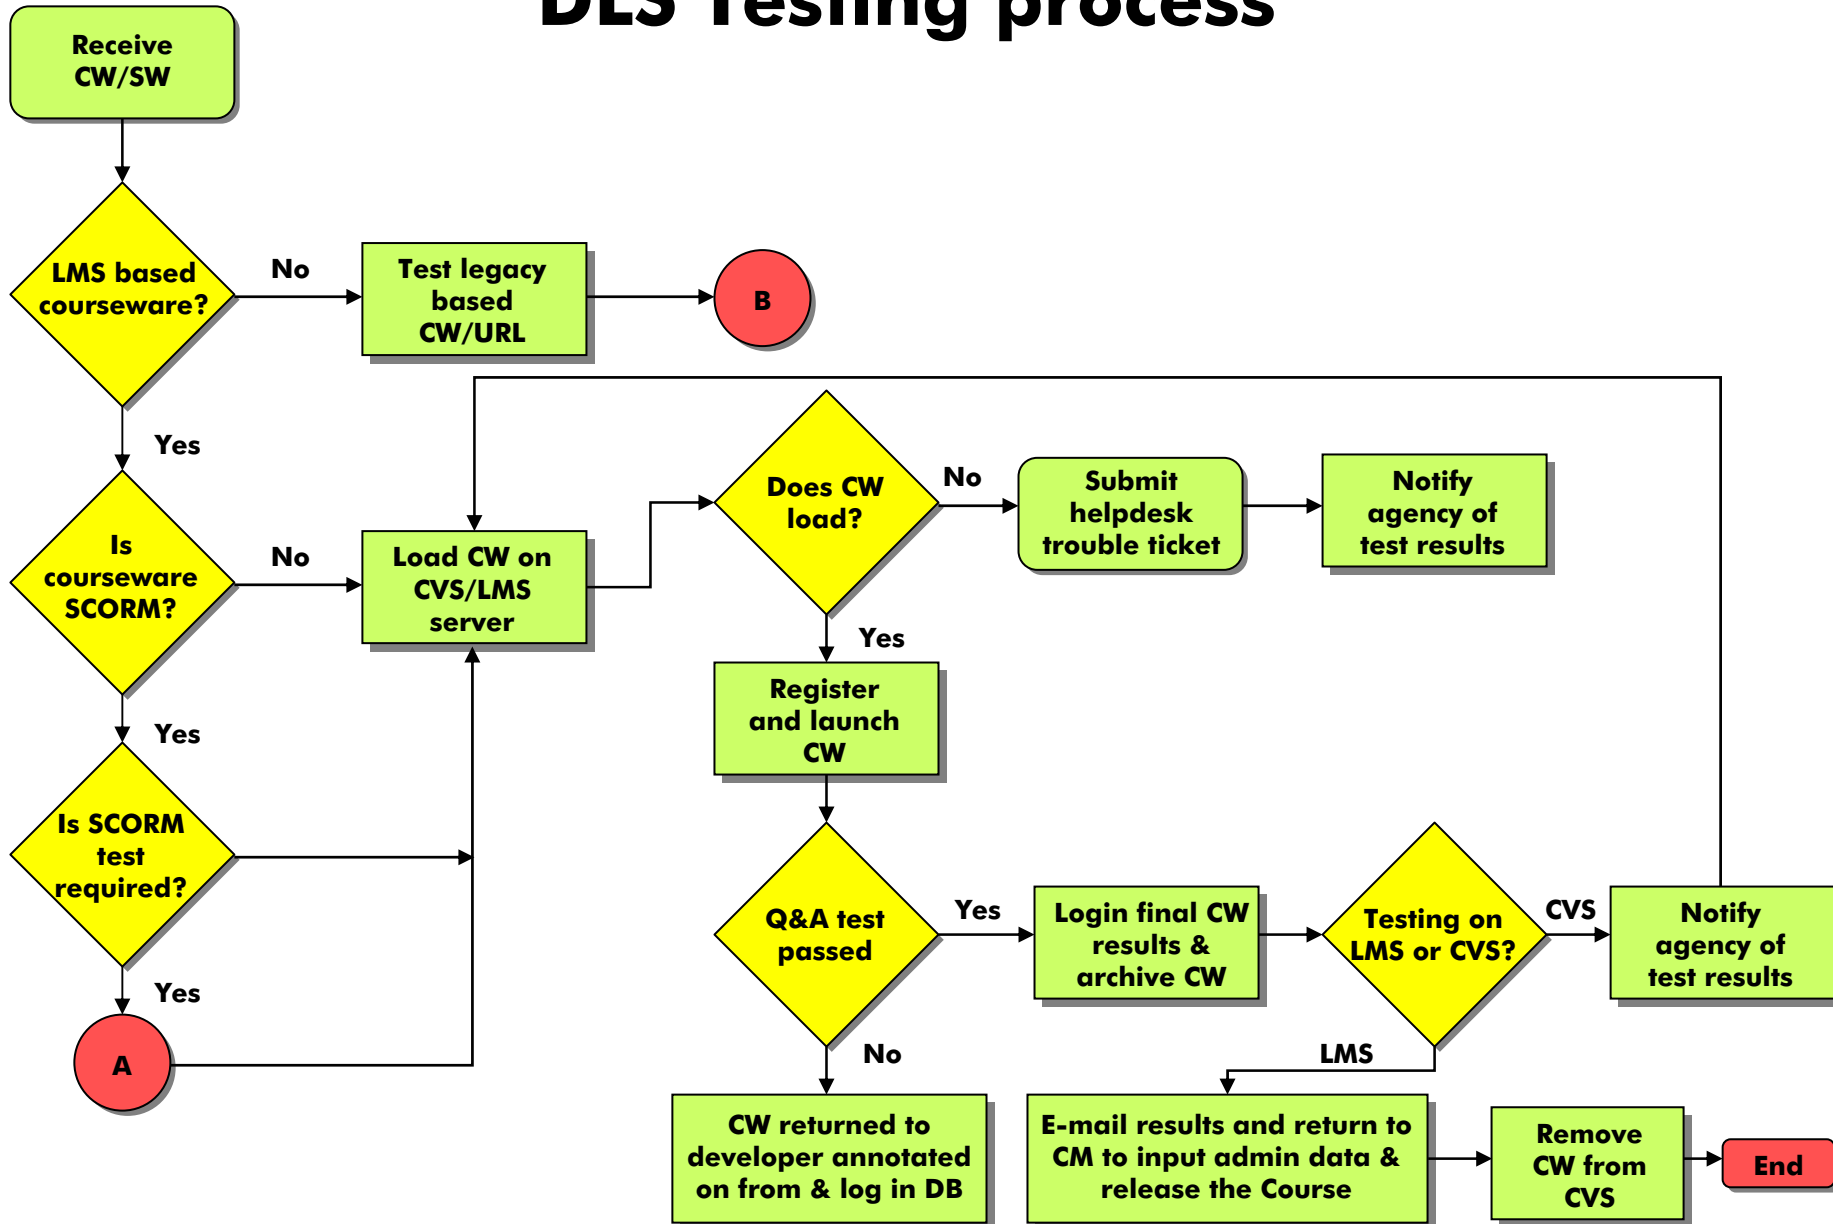 DLS Testing process
Receive
CW/SW
LMS based
courseware?
No
Test legacy
based
CW/URL
B
Yes
Is
courseware
SCORM?
No
Load CW on
CVS/LMS
server
Does CW
load?
No
Submit
helpdesk
trouble ticket
Notify
agency of
test results
Yes
Register
and launch
CW
Yes
Is SCORM
test
required?
Yes
A
Q&A test
passed
Yes
Login final CW
results &
archive CW
Testing on
LMS or CVS?
CVS
Notify
agency of
test results
No
CW returned to
developer annotated
on from & log in DB
LMS
E-mail results and return to
CM to input admin data &
release the Course
Remove
CW from
CVS
End